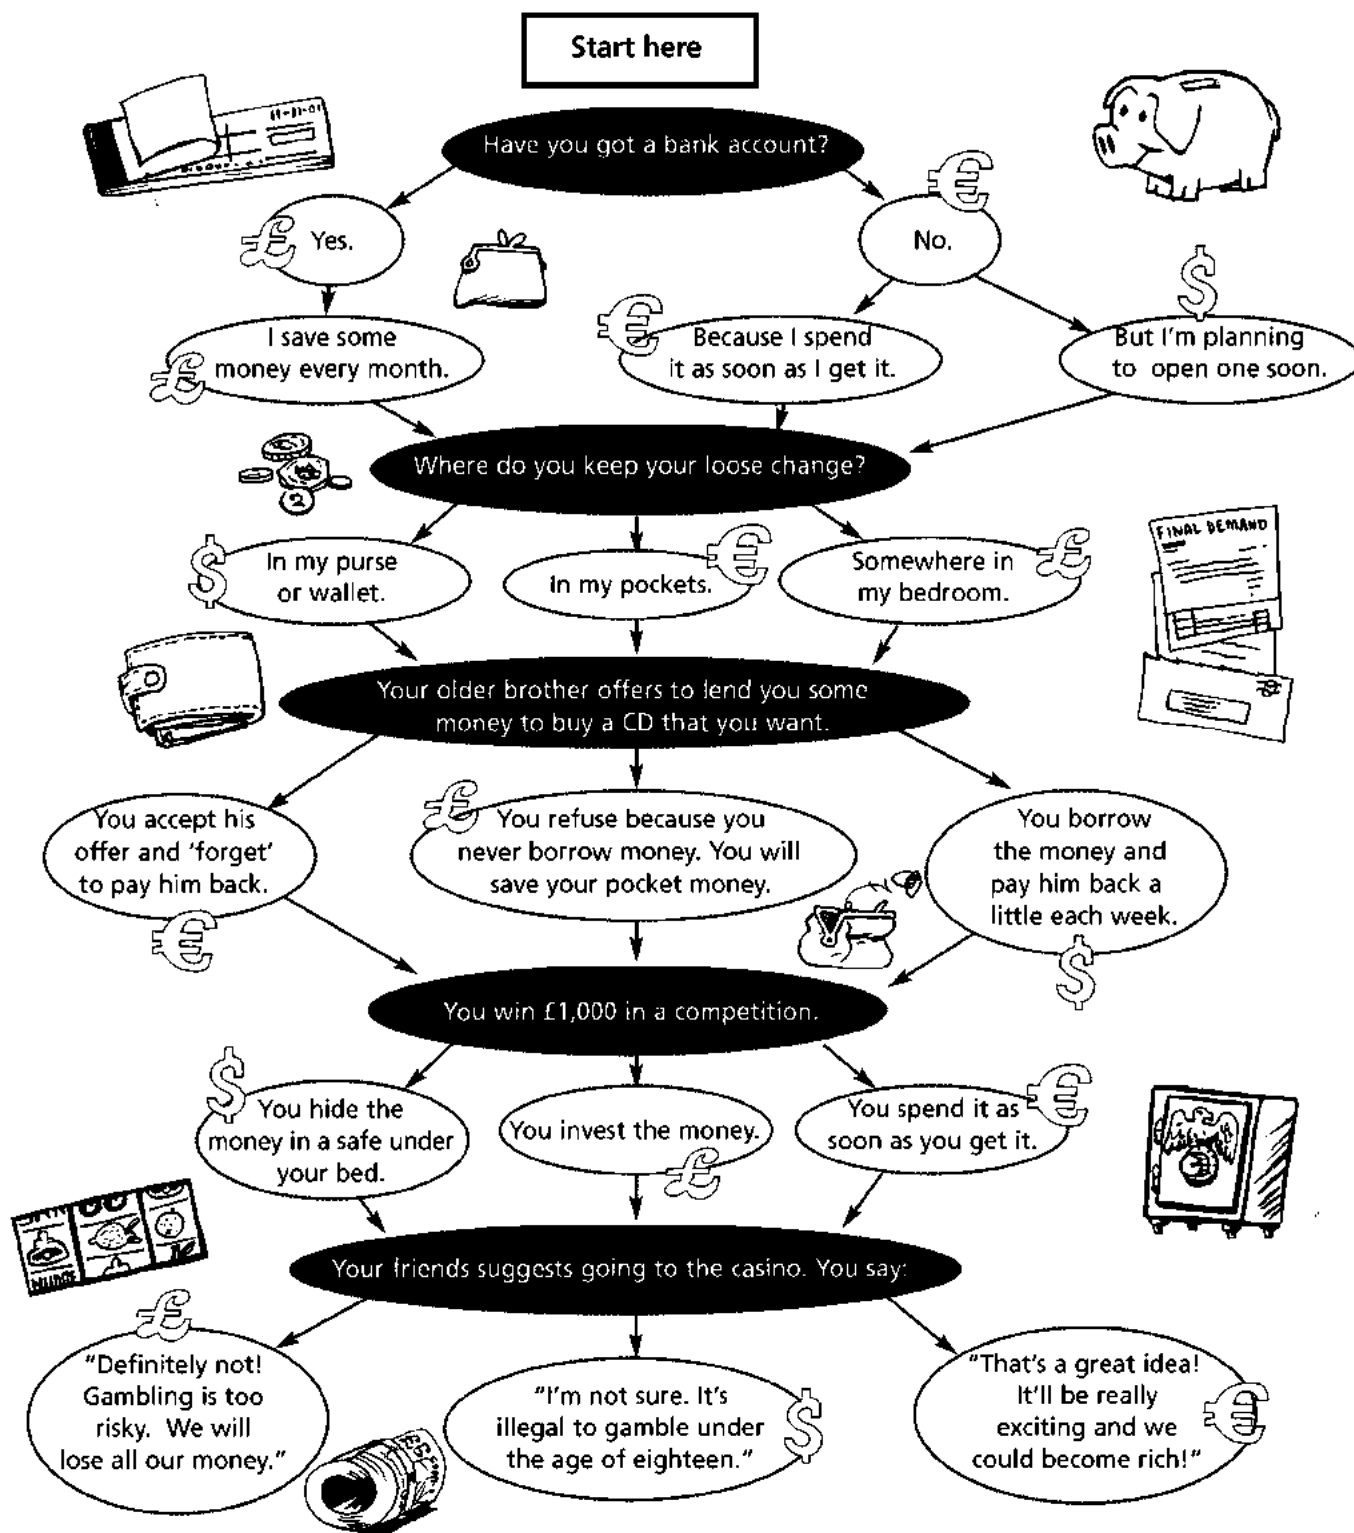 Start here
Have you got a bank account?
€
£
Yes.
No.
$
€
I save some
money every month.
£
Because I spend
it as soon as I get it.
But I'm planning
to open one soon.
Where do you keep your loose change?
2
FINAL DEMAND
$
In my purse
or wallet.
In my pockets.
€
Somewhere in
my bedroom.
£
Your older brother offers to lend you some
money to buy a CD that you want.
You accept his
offer and 'forget'
to pay him back.
€
£
You refuse because you
never borrow money. You will
save your pocket money.
You borrow
the money and
pay him back a
little each week.
$
You win £1,000 in a competition.
$
You hide the
money in a safe under
your bed.
You invest the money.
£
You spend it as
soon as you get it.
€
NUDGE
Your friends suggests going to the casino. You say:
£
"Definitely not!
Gambling is too
risky. We will
lose all our money."
"I'm not sure. It's
illegal to gamble under
the age of eighteen."
$
"That's a great idea!
It'll be really
exciting and we
could become rich!"
€